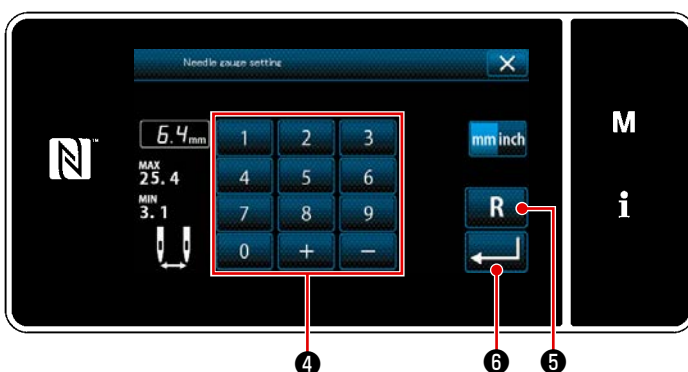 Needle gauge setting
6.4mm
MAX
25.4
MIN
3.1
1 2 3
4 5 6
7 8 9
0 + −
mm inch
R
M
i
N™
❹
❻ ❺